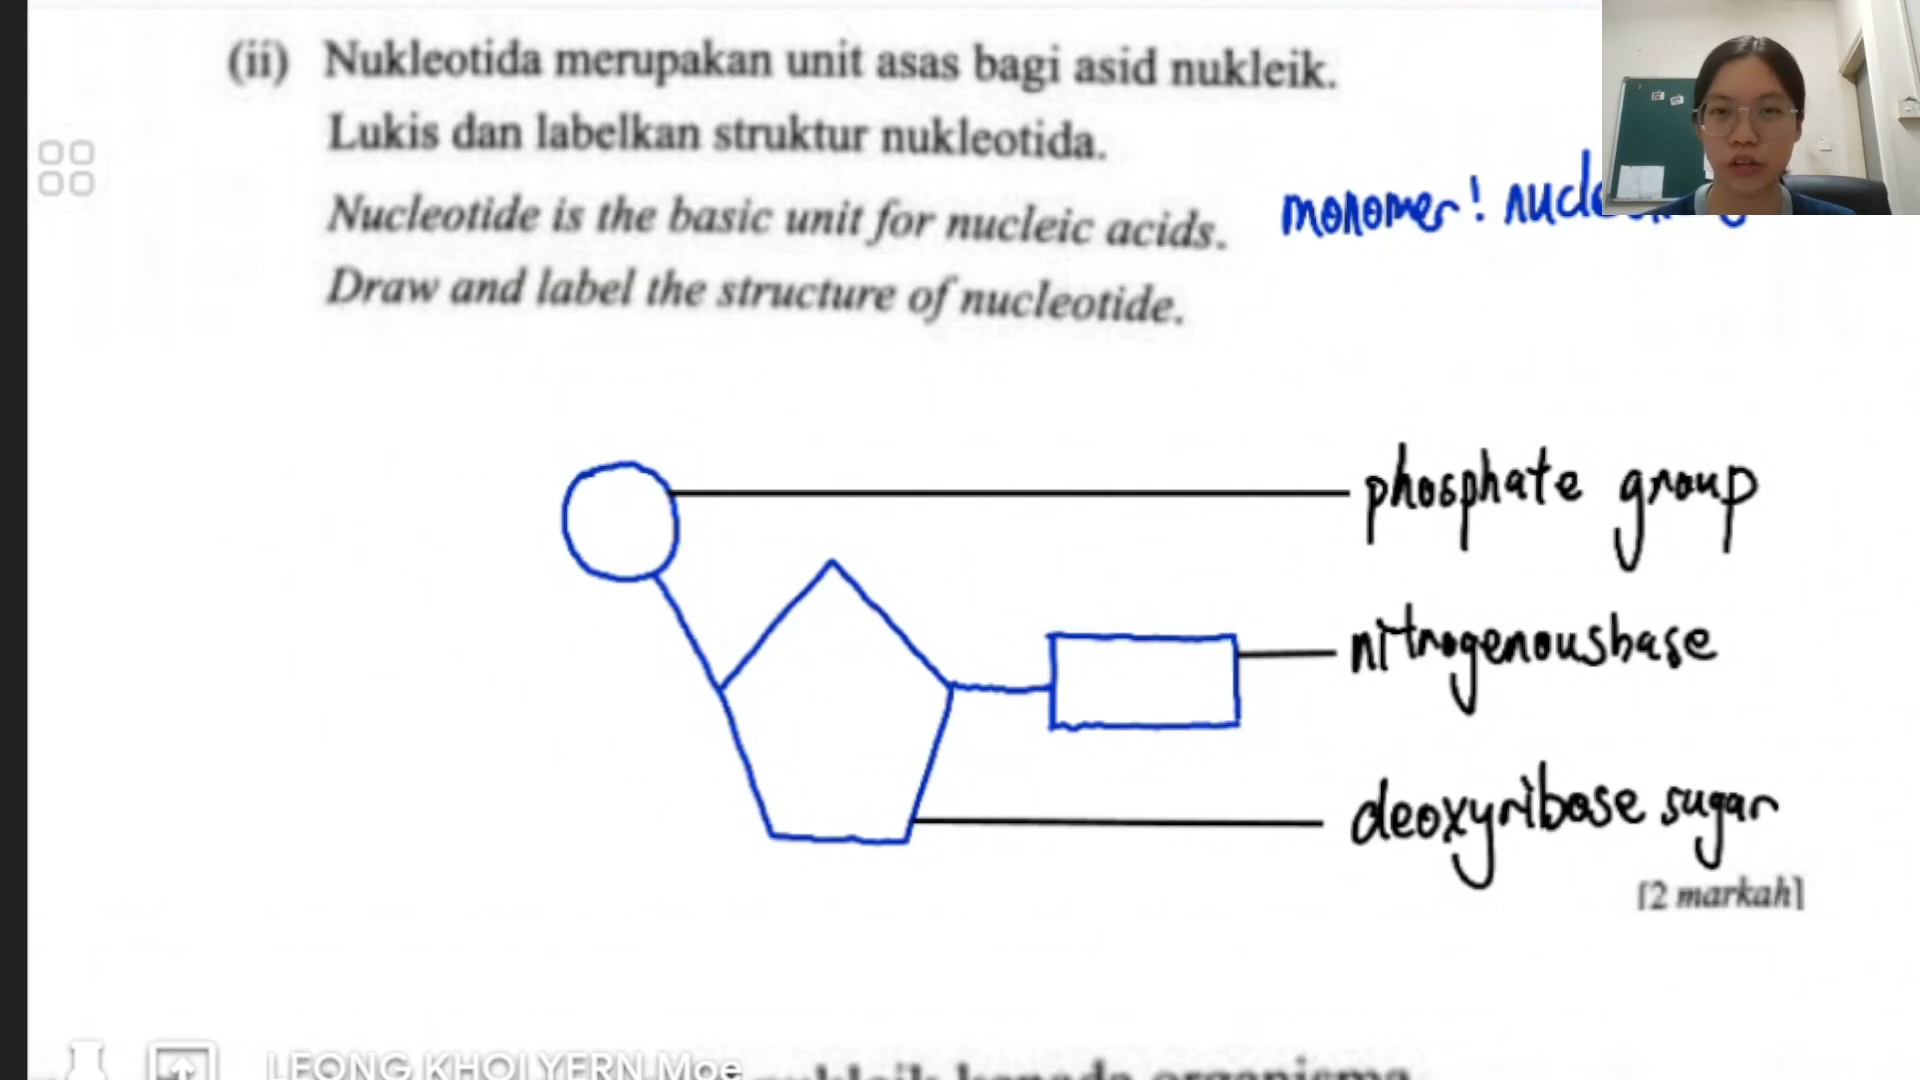 (ii) Nukleotida merupakan unit asas bagi asid nukleik.
Lukis dan labelkan struktur nukleotida.
Nucleotide is the basic unit for nucleic acids.
monomer!
Draw and label the structure of nucleotide.
phosphate group
nitrogenousbase
deoxyribose sugar
[2 markah]
LEONG KHOI YERN Moe
kepada organisma